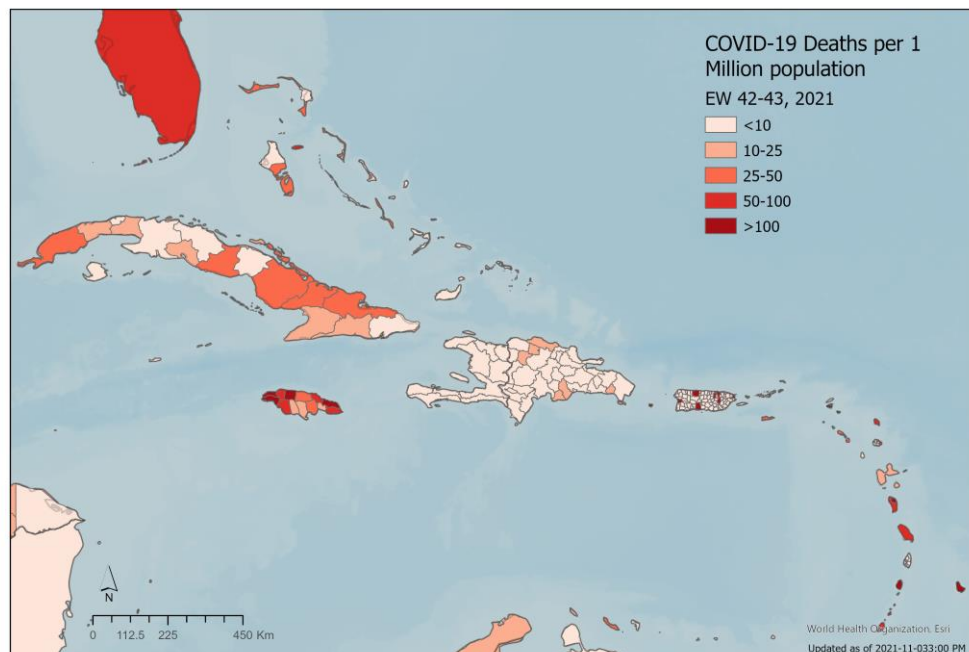 COVID-19 Deaths per 1
Million population
EW 42-43, 2021
<10
10-25
25-50
50-100
>100
N
0 112.5 225 450 Km
World Health Organization, Esri
Updated as of 2021-11-033:00 PM